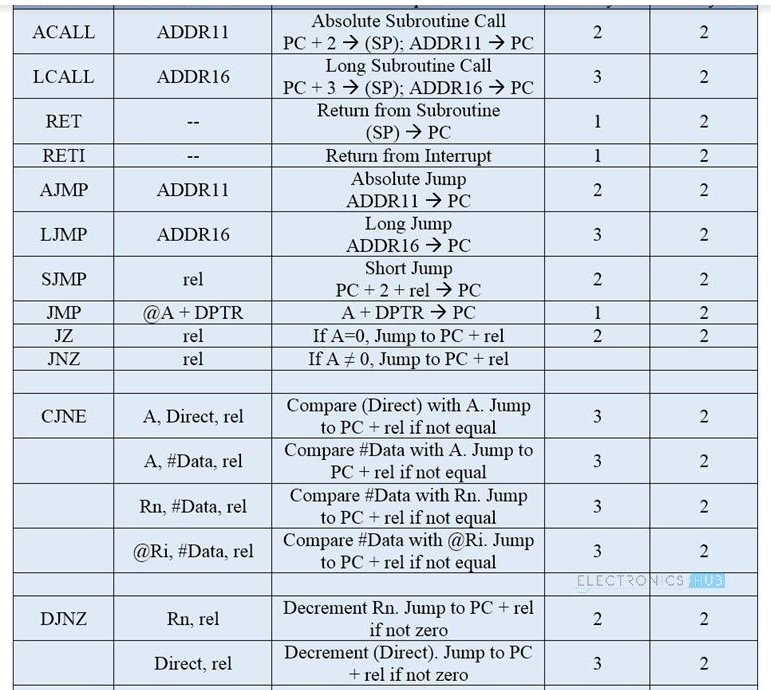 ACALL ADDR11 Absolute Subroutine Call 2 2
PC + 2 → (SP); ADDR11 → PC
LCALL ADDR16 Long Subroutine Call 3 2
PC + 3 → (SP); ADDR16 → PC
RET -- Return from Subroutine 1 2
(SP) → PC
RETI -- Return from Interrupt 1 2
AJMP ADDR11 Absolute Jump 2 2
ADDR11 → PC
LJMP ADDR16 Long Jump 3 2
ADDR16 → PC
SJMP rel Short Jump 2 2
PC + 2 + rel → PC
JMP @A + DPTR A + DPTR → PC 1 2
JZ rel If A=0, Jump to PC + rel 2 2
JNZ rel If A ≠ 0, Jump to PC + rel
CJNE A, Direct, rel Compare (Direct) with A. Jump 3 2
to PC + rel if not equal
A, #Data, rel Compare #Data with A. Jump to 3 2
PC + rel if not equal
Rn, #Data, rel Compare #Data with Rn. Jump 3 2
to PC + rel if not equal
@Ri, #Data, rel Compare #Data with @Ri. Jump 3 2
to PC + rel if not equal
ELECTRONICS HUB
DJNZ Rn, rel Decrement Rn. Jump to PC + rel 2 2
if not zero
Direct, rel Decrement (Direct). Jump to PC 3 2
+ rel if not zero